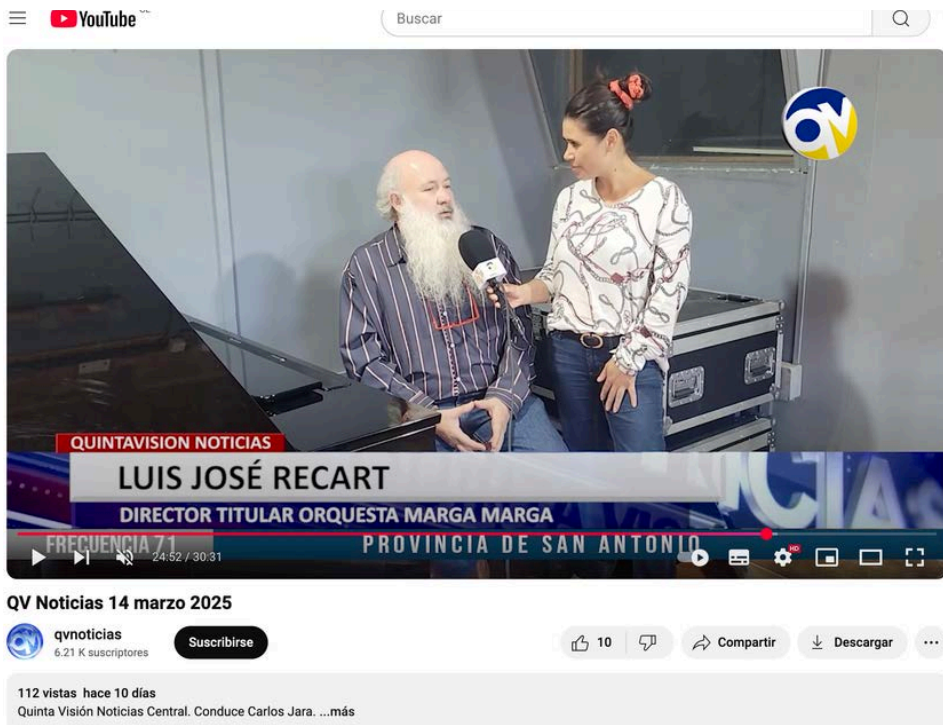 YouTube
Buscar
QV
QUINTAVISION NOTICIAS
LUIS JOSÉ RECART
DIRECTOR TITULAR ORQUESTA MARGA MARGA
FRECUENCIA 71
PROVINCIA DE SAN ANTONIO
24:52 / 30:31
HD
QV Noticias 14 marzo 2025
qvnoticias
6.21 K suscriptores
Suscribirse
10
Compartir
Descargar
112 vistas hace 10 días
Quinta Visión Noticias Central. Conduce Carlos Jara. ...más